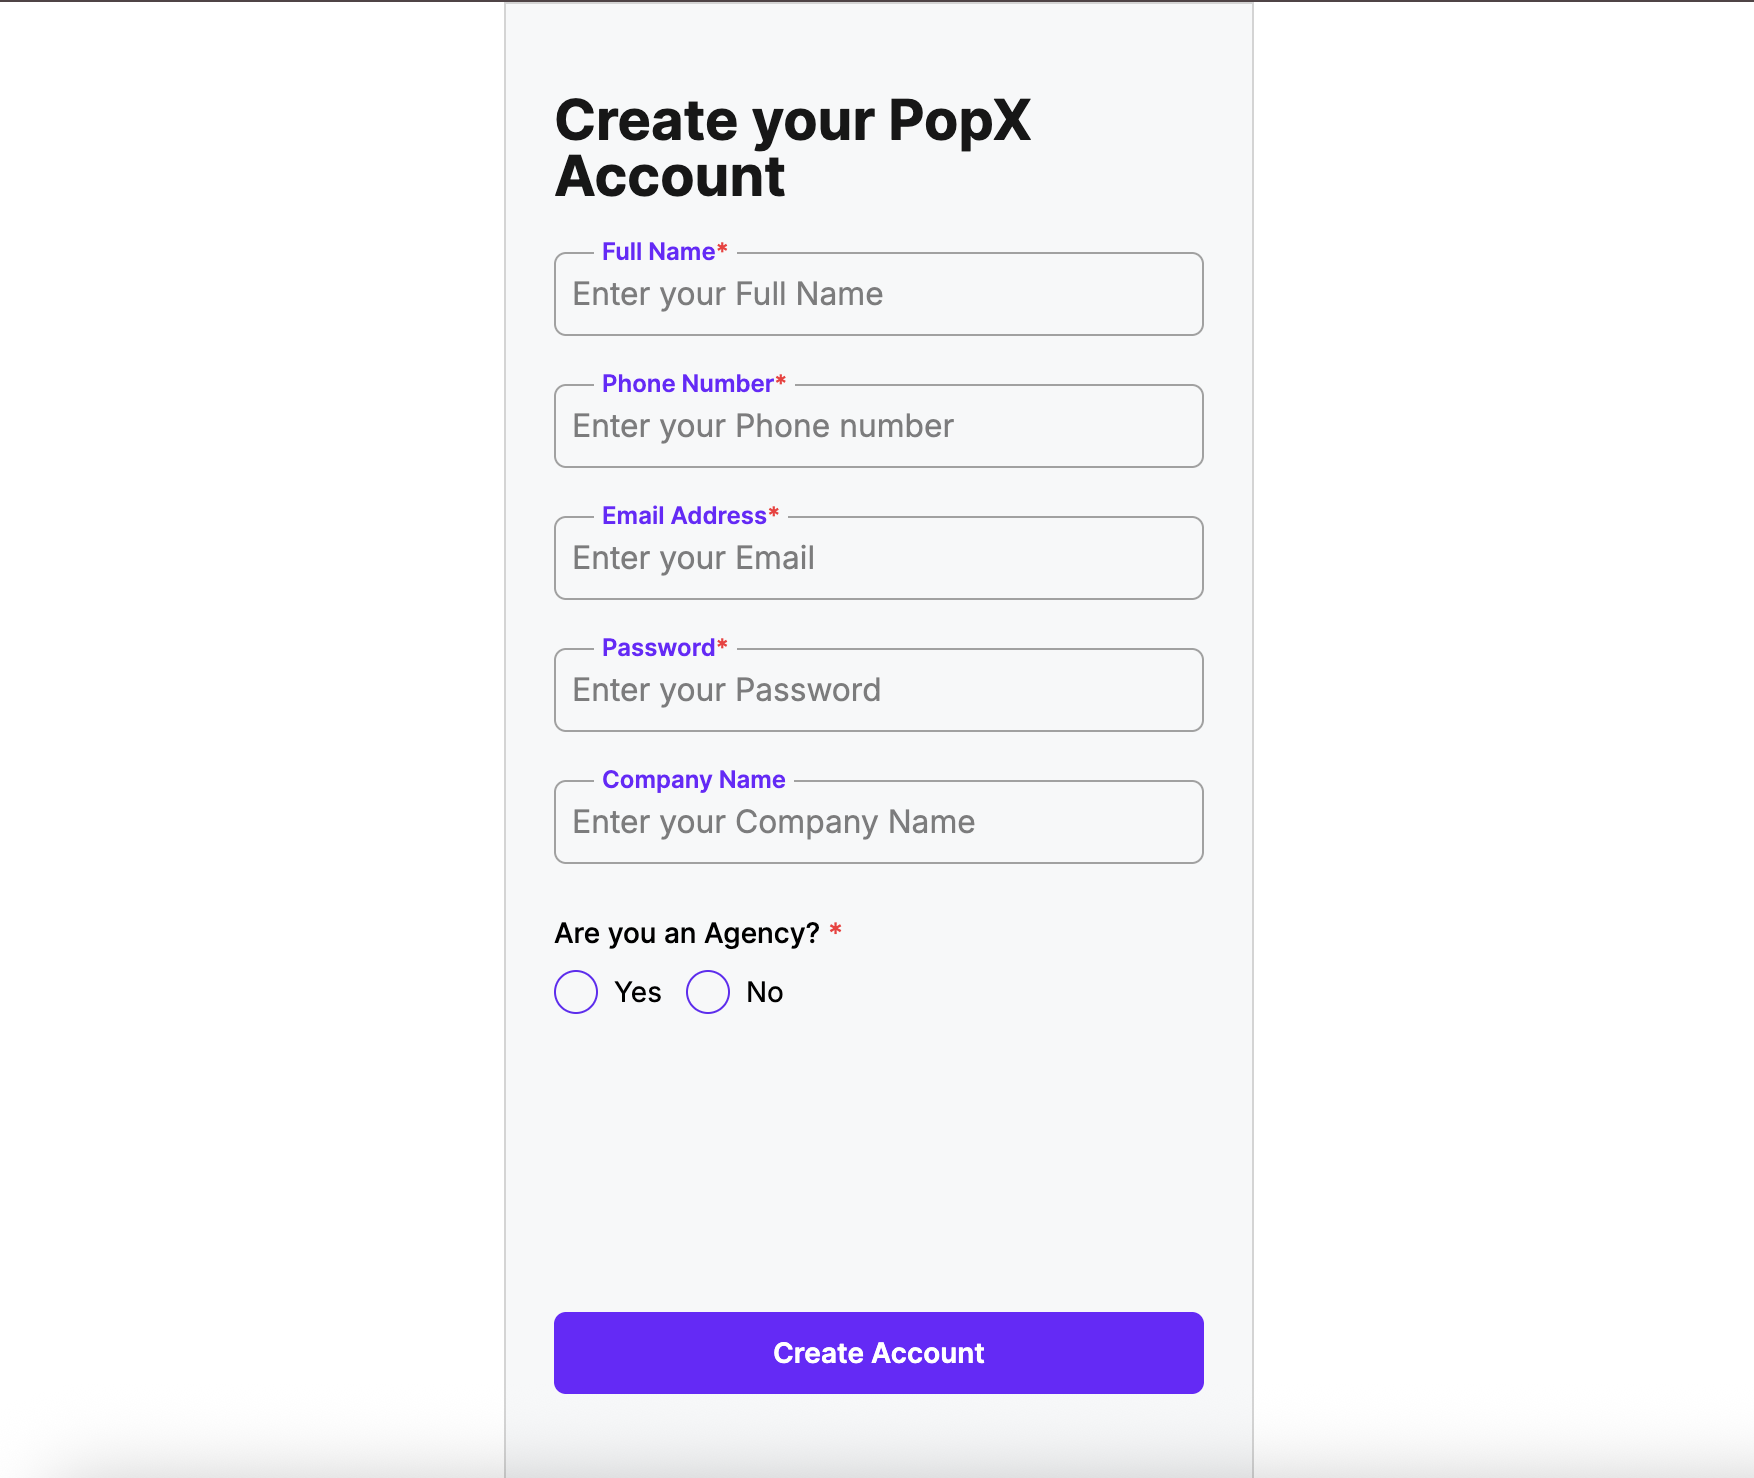 Create your PopX
Account
Full Name*
Enter your Full Name
Phone Number*
Enter your Phone number
Email Address*
Enter your Email
Password*
Enter your Password
Company Name
Enter your Company Name
Are you an Agency? *
Yes No
Create Account